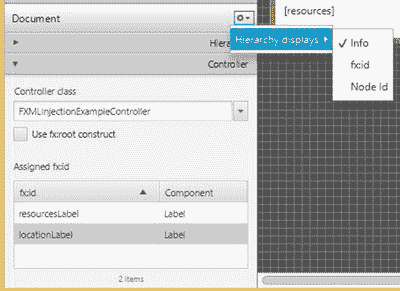 Document
[resources]
Hierarchy displays
Info
Controller
fx:id
Node Id
Controller class
FXMLInjectionExampleController
Use fx:root construct
Assigned fx:id
fx:id Component
resourcesLabel Label
locationLabel Label
2 items